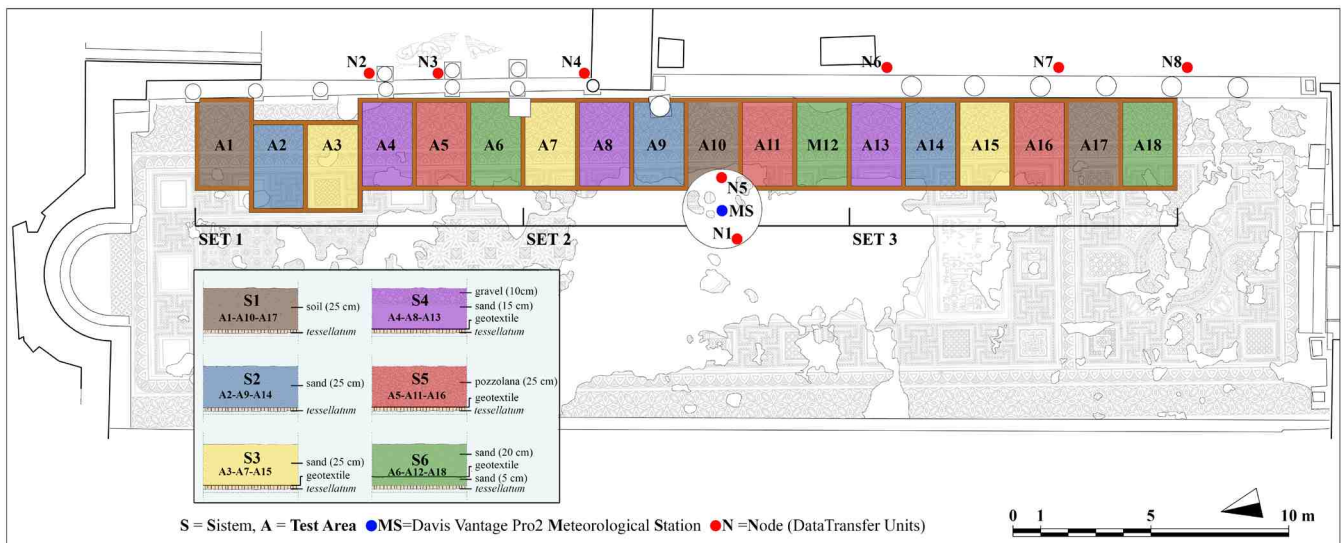 N2 N3 N4 N6 N7 N8
A1 A2 A3 A4 A5 A6 A7 A8 A9 A10 A11 M12 A13 A14 A15 A16 A17 A18
N5
MS
N1
SET 1 SET 2 SET 3
S1
A1-A10-A17
soil (25 cm)
tessellatum
S4
A4-A8-A13
gravel (10cm)
sand (15 cm)
geotextile
tessellatum
S2
A2-A9-A14
sand (25 cm)
tessellatum
S5
A5-A11-A16
pozzolana (25 cm)
geotextile
tessellatum
S3
A3-A7-A15
sand (25 cm)
geotextile
tessellatum
S6
A6-A12-A18
sand (20 cm)
geotextile
sand (5 cm)
tessellatum
S = Sistem, A = Test Area MS=Davis Vantage Pro2 Meteorological Station N =Node (DataTransfer Units)
0 1 5 10 m